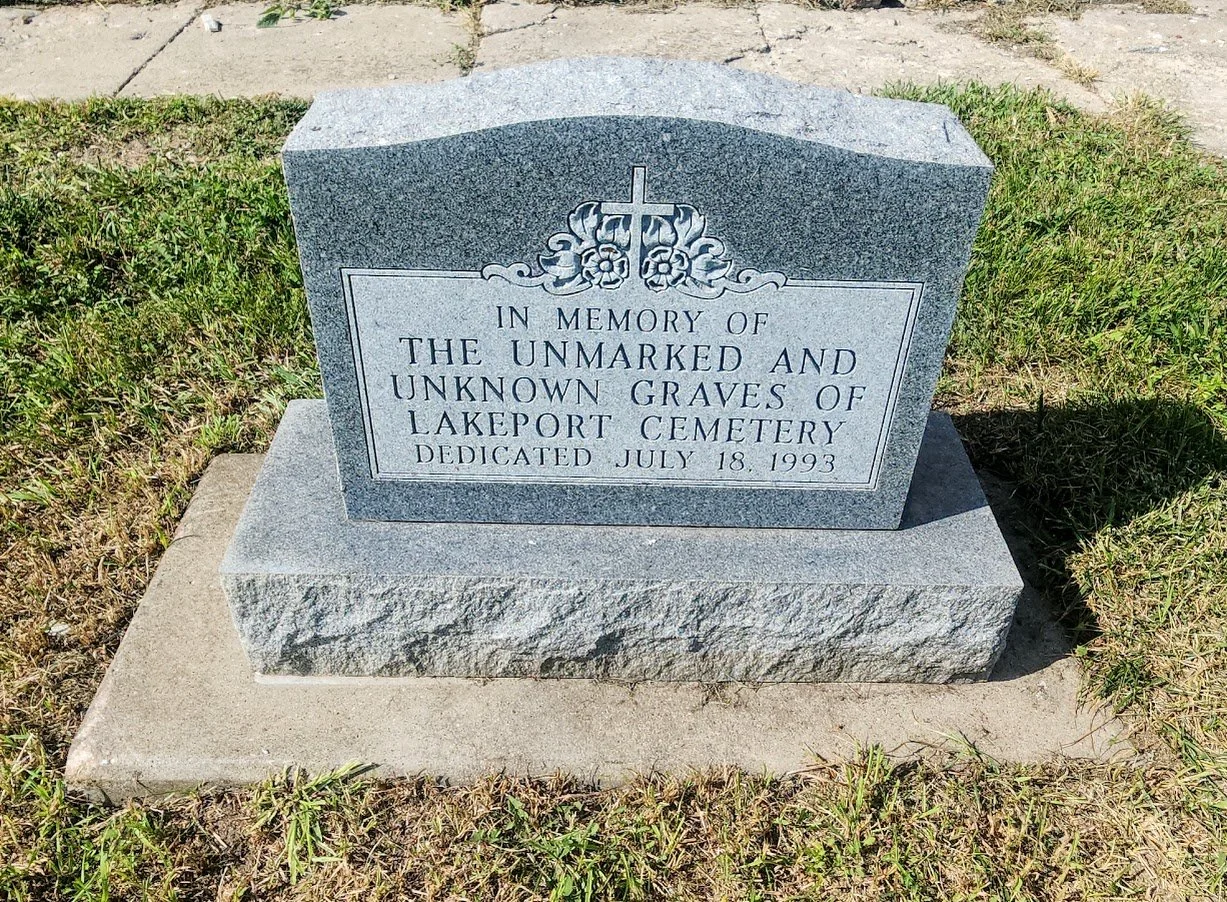 IN MEMORY OF
THE UNMARKED AND
UNKNOWN GRAVES OF
LAKEPORT CEMETERY
DEDICATED JULY 18, 1993